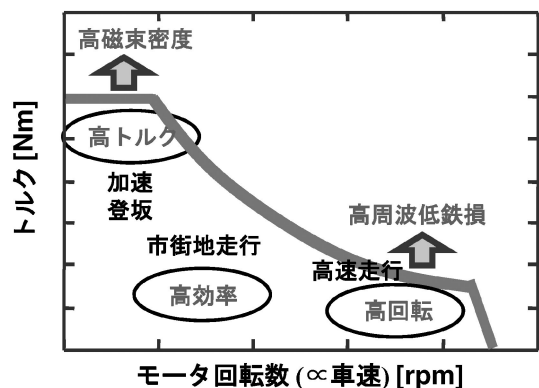 高磁束密度
高トルク
加速
登坂
高周波低鉄損
市街地走行
高速走行
高効率
高回転
トルク [Nm]
モータ回転数 (∝車速) [rpm]